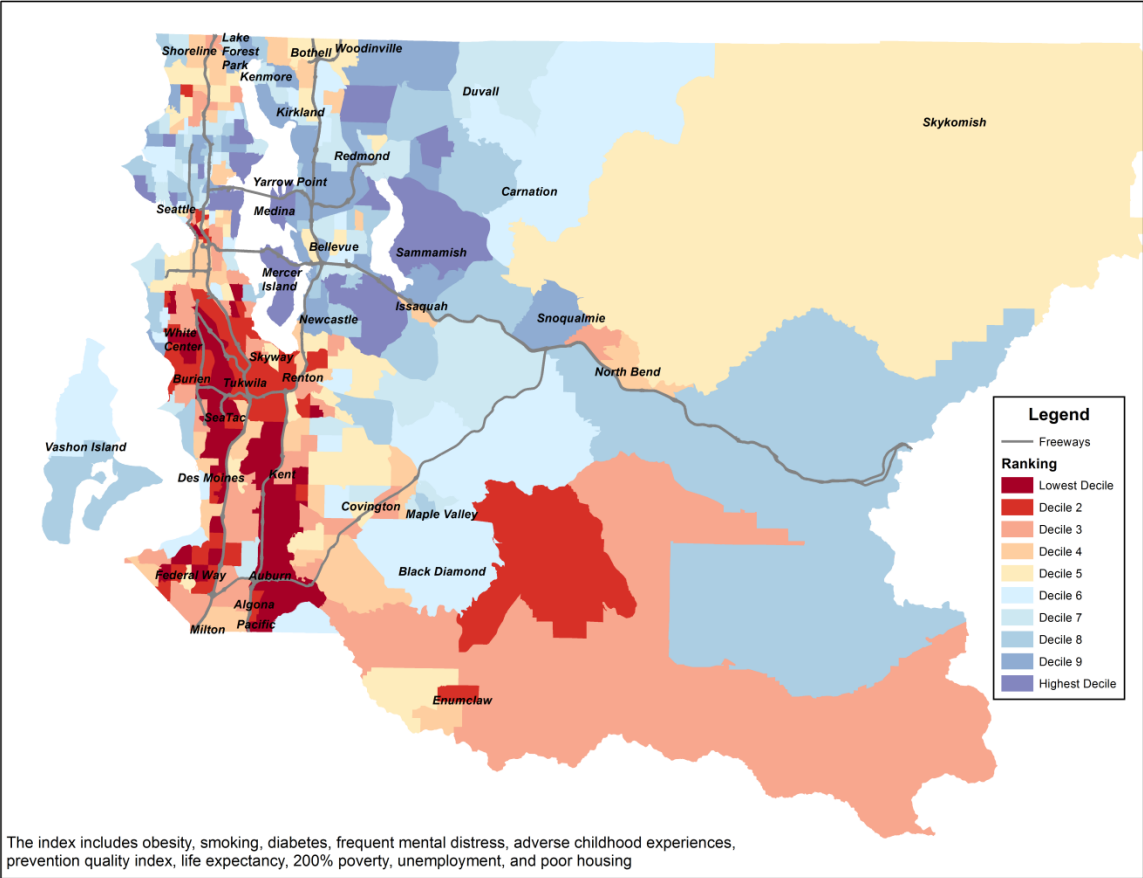 Lake
Forest
Park
Shoreline
Bothell
Woodinville
Kenmore
Duvall
Kirkland
Skykomish
Redmond
Yarrow Point
Carnation
Medina
Seattle
Bellevue
Sammamish
Mercer
Island
Issaquah
Newcastle
Snoqualmie
White
Center
Skyway
North Bend
Burien
Tukwila
Renton
SeaTac
Vashon Island
Des Moines
Kent
Covington
Maple Valley
Black Diamond
Federal Way
Auburn
Algona
Pacific
Milton
Enumclaw
Legend
Freeways
Ranking
Lowest Decile
Decile 2
Decile 3
Decile 4
Decile 5
Decile 6
Decile 7
Decile 8
Decile 9
Highest Decile
The index includes obesity, smoking, diabetes, frequent mental distress, adverse childhood experiences,
prevention quality index, life expectancy, 200% poverty, unemployment, and poor housing